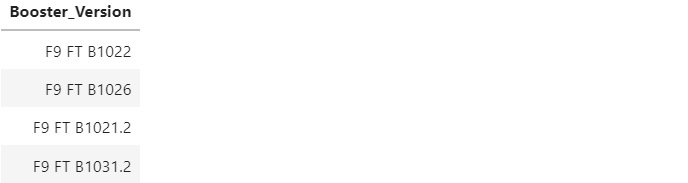 Booster_Version
F9 FT B1022
F9 FT B1026
F9 FT B1021.2
F9 FT B1031.2